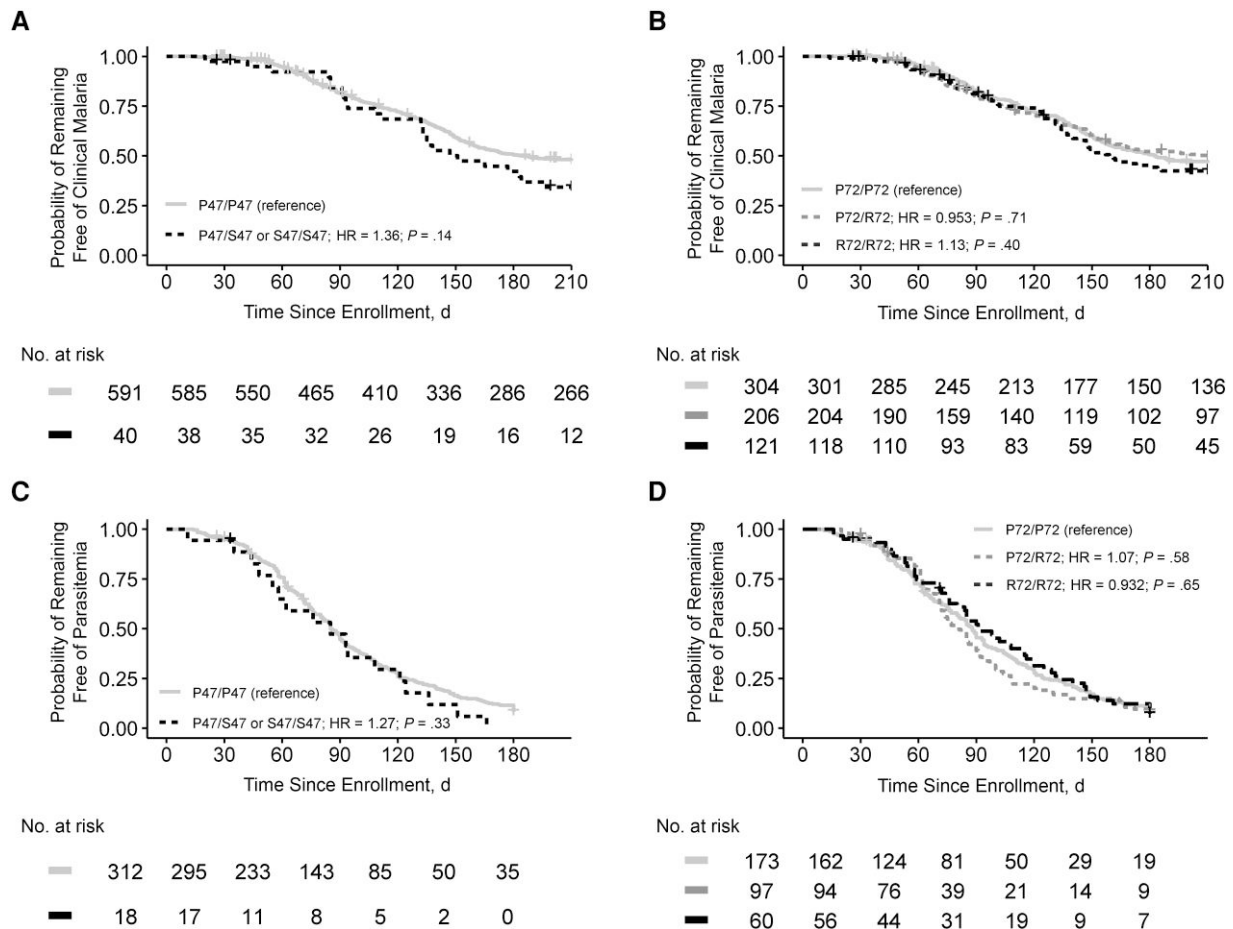 A
Probability of Remaining
Free of Clinical Malaria
1.00
0.75
0.50
0.25
0.00
P47/P47 (reference)
P47/S47 or S47/S47; HR = 1.36; P = .14
0 30 60 90 120 150 180 210
Time Since Enrollment, d
No. at risk
591 585 550 465 410 336 286 266
40 38 35 32 26 19 16 12
B
Probability of Remaining
Free of Clinical Malaria
1.00
0.75
0.50
0.25
0.00
P72/P72 (reference)
P72/R72; HR = 0.953; P = .71
R72/R72; HR = 1.13; P = .40
0 30 60 90 120 150 180 210
Time Since Enrollment, d
No. at risk
304 301 285 245 213 177 150 136
206 204 190 159 140 119 102 97
121 118 110 93 83 59 50 45
C
Probability of Remaining
Free of Parasitemia
1.00
0.75
0.50
0.25
0.00
P47/P47 (reference)
P47/S47 or S47/S47; HR = 1.27; P = .33
0 30 60 90 120 150 180
Time Since Enrollment, d
No. at risk
312 295 233 143 85 50 35
18 17 11 8 5 2 0
D
Probability of Remaining
Free of Parasitemia
1.00
0.75
0.50
0.25
0.00
P72/P72 (reference)
P72/R72; HR = 1.07; P = .58
R72/R72; HR = 0.932; P = .65
0 30 60 90 120 150 180
Time Since Enrollment, d
No. at risk
173 162 124 81 50 29 19
97 94 76 39 21 14 9
60 56 44 31 19 9 7